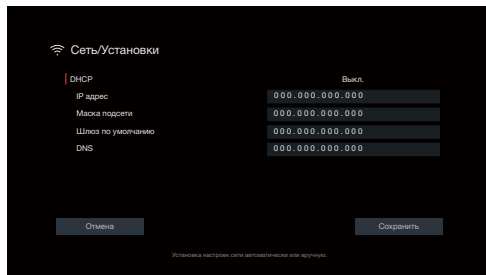 Сеть/Установки
DHCP Выкл.
IP адрес 000.000.000.000
Маска подсети 000.000.000.000
Шлюз по умолчанию 000.000.000.000
DNS 000.000.000.000
Отмена Сохранить
Установка настроек сети автоматически или вручную.